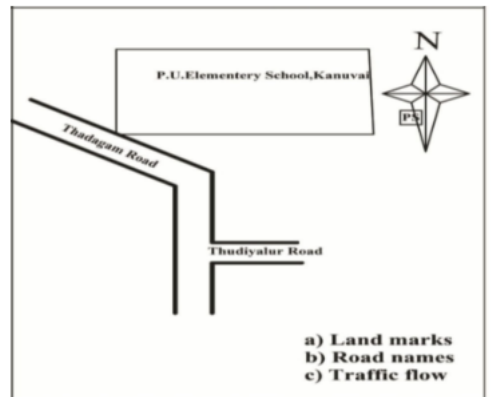 P.U.Elementery School,Kanuvai
N
PS
Thadagam Road
Thudiyalur Road
a) Land marks
b) Road names
c) Traffic flow